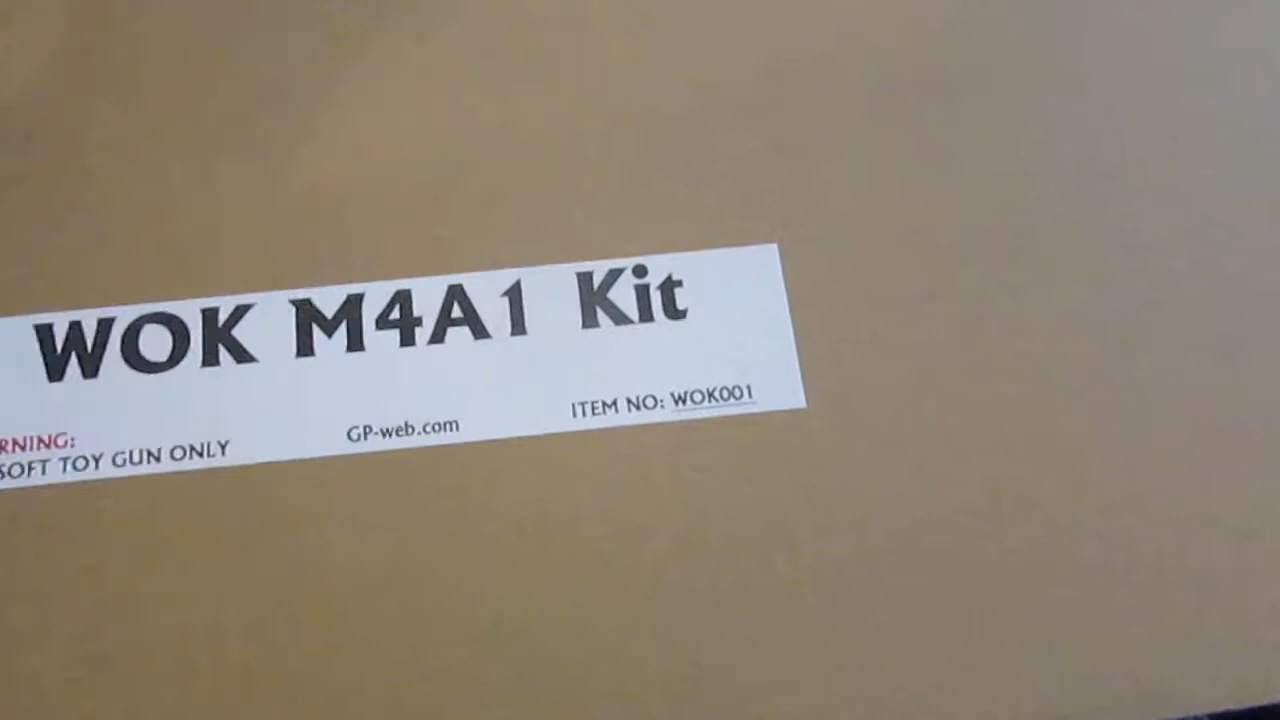 WOK M4A1 Kit
RNING:
SOFT TOY GUN ONLY
GP-web.com
ITEM NO: WOK001